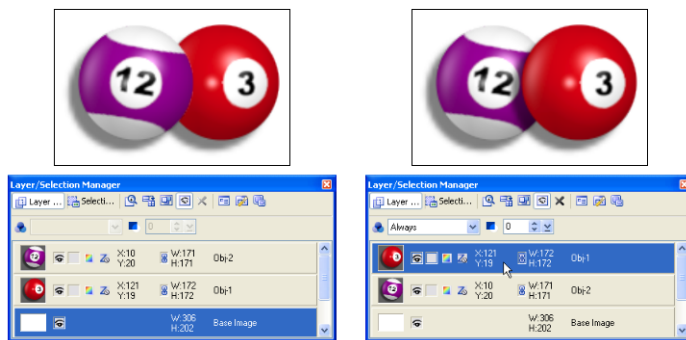 12 3
12 3
Layer/Selection Manager
Layer ... Selecti...
0
X:10 W:171 Obj-2
Y:20 H:171
X:121 W:172 Obj-1
Y:19 H:172
W:306 Base Image
H:202
Layer/Selection Manager
Layer ... Selecti...
Always 0
X:121 W:172 Obj-1
Y:19 H:172
X:10 W:171 Obj-2
Y:20 H:171
W:306 Base Image
H:202